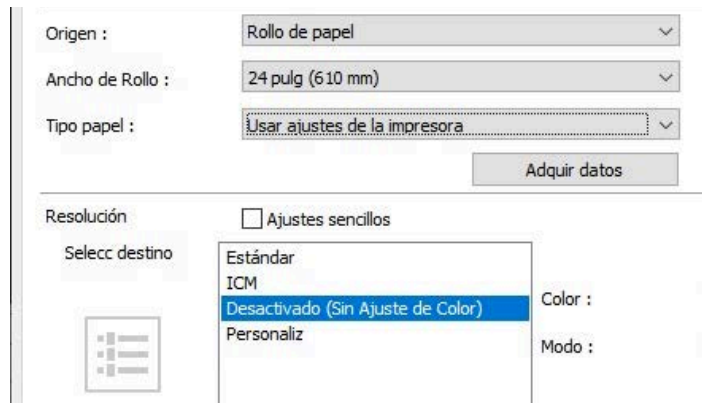 Origen : Rollo de papel
Ancho de Rollo : 24 pulg (610 mm)
Tipo papel : Usar ajustes de la impresora
Adquir datos
Resolución Ajustes sencillos
Selecc destino Estándar
ICM
Desactivado (Sin Ajuste de Color) Color :
Personaliz Modo :